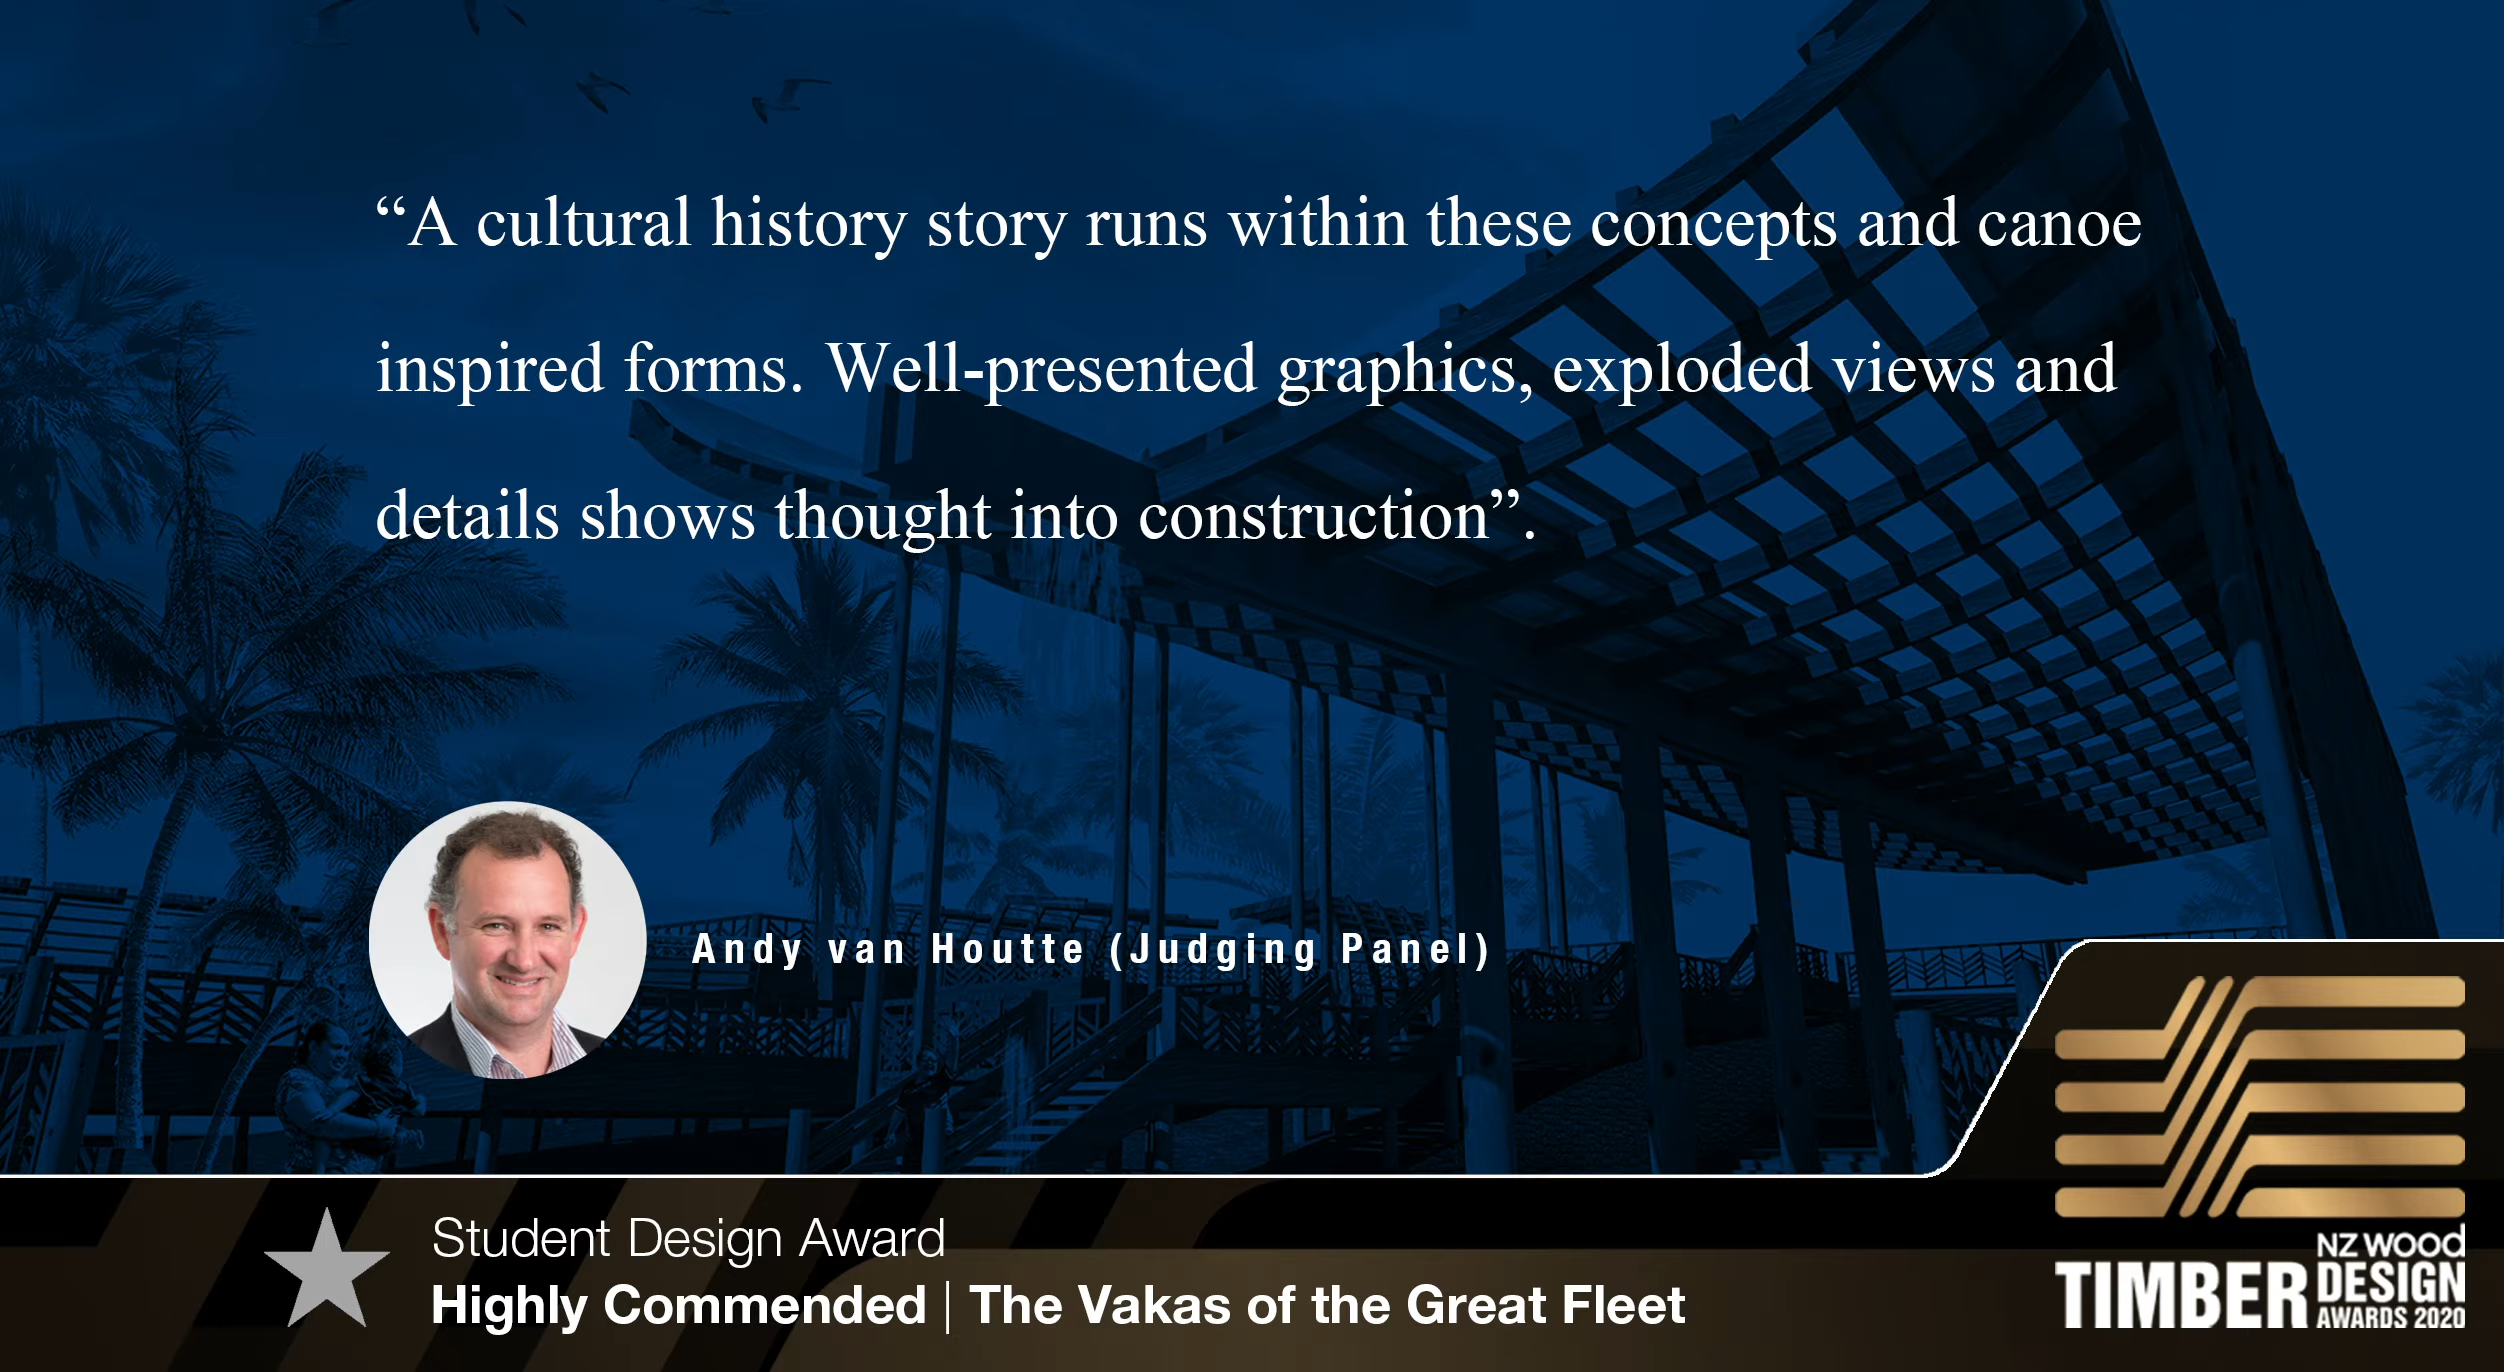 “A cultural history story runs within these concepts and canoe
inspired forms. Well-presented graphics, exploded views and
details shows thought into construction”.
Andy van Houtte (Judging Panel)
Student Design Award
Highly Commended | The Vakas of the Great Fleet
NZ WOOD
TIMBER DESIGN
AWARDS 2020